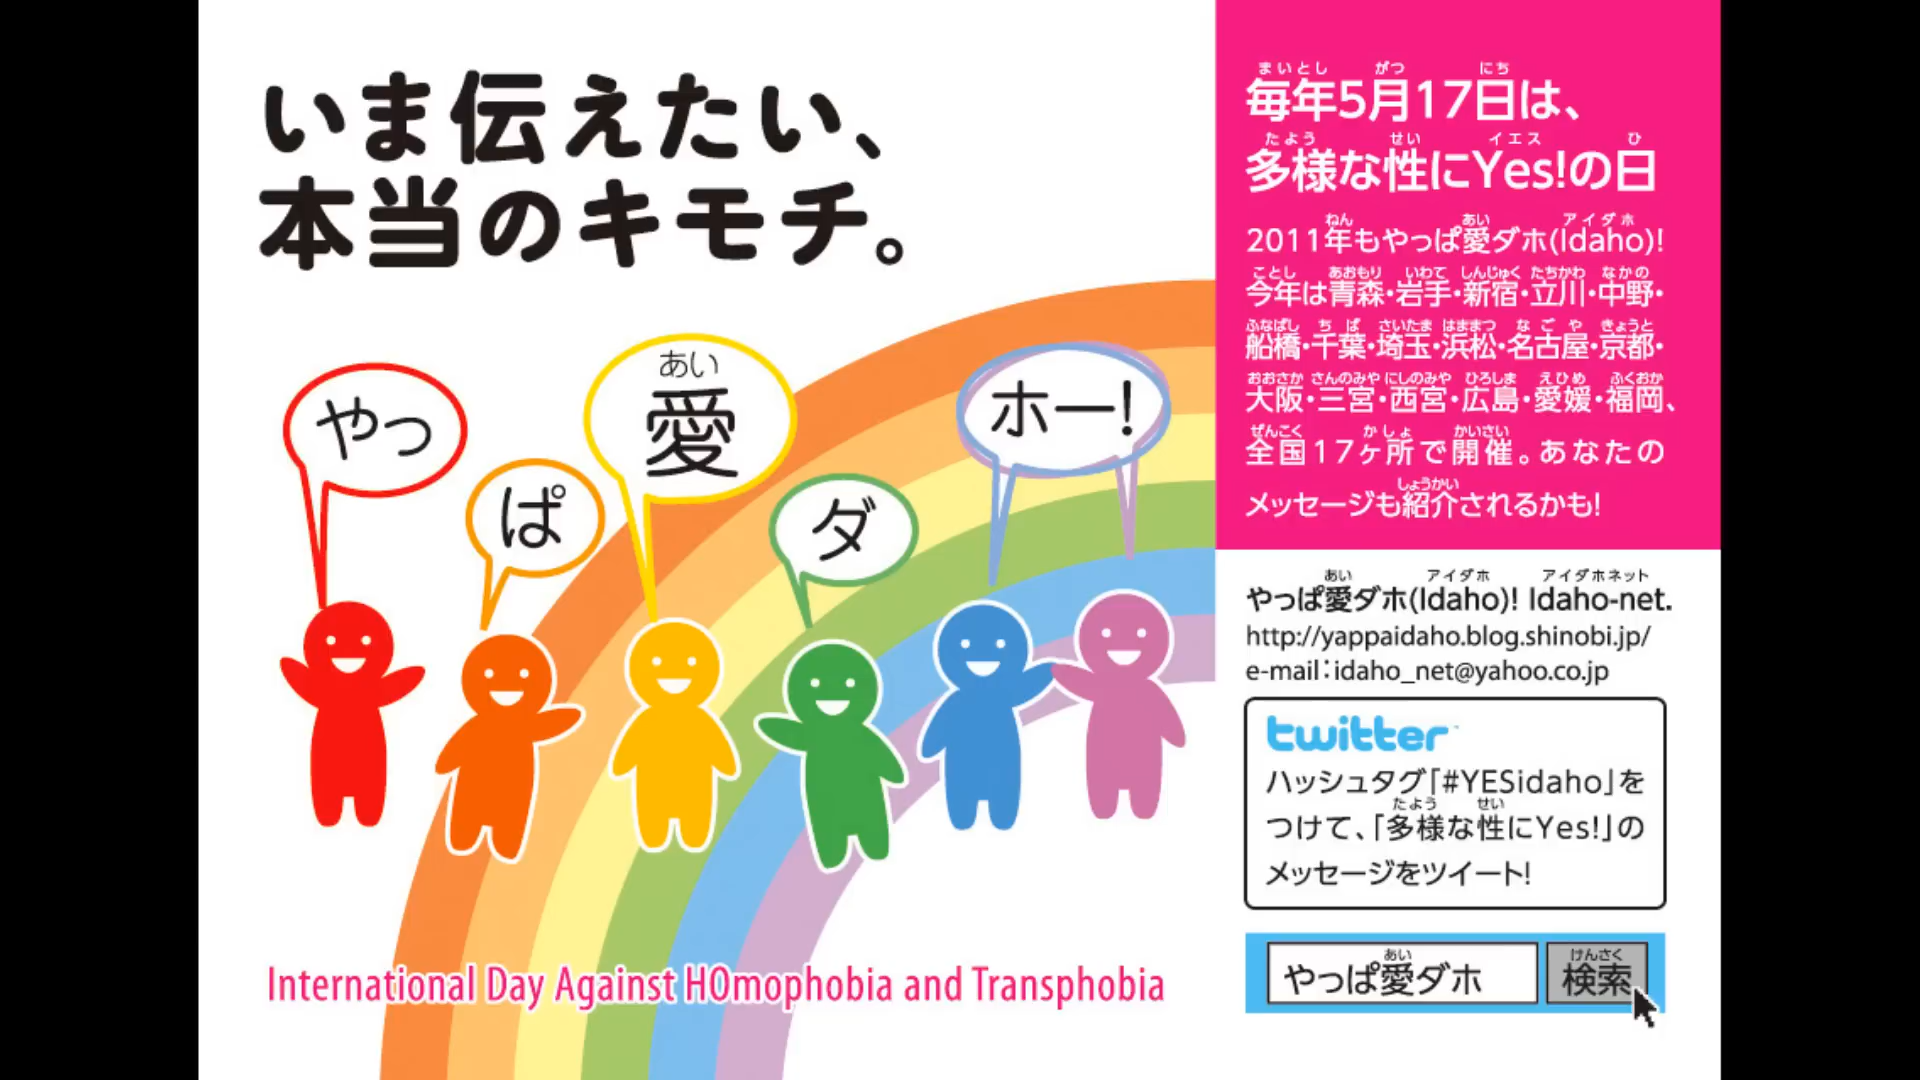 いま伝えたい、
本当のキモチ。
やっ
ぱ
あい
愛
ダ
ホー!
International Day Against HOmophobia and Transphobia
まいとし がつ にち
毎年5月17日は、
たよう せい イエス ひ
多様な性にYes!の日
ねん あい アイダホ
2011年もやっぱ愛ダホ(Idaho)!
ことし あおもり いわて しんじゅく たちかわ なかの
今年は青森・岩手・新宿・立川・中野・
ふなばし ちば さいたま はままつ なごや きょうと
船橋・千葉・埼玉・浜松・名古屋・京都・
おおさか さんのみや にしのみや ひろしま えひめ ふくおか
大阪・三宮・西宮・広島・愛媛・福岡、
ぜんこく かしょ かいさい
全国17ヶ所で開催。あなたの
しょうかい
メッセージも紹介されるかも!
あい アイダホ アイダホネット
やっぱ愛ダホ(Idaho)! Idaho-net.
http://yappaidaho.blog.shinobi.jp/
e-mail:idaho_net@yahoo.co.jp
twitter
ハッシュタグ「#YESidaho」を
たよう せい
つけて、「多様な性にYes!」の
メッセージをツイート!
あい けんさく
やっぱ愛ダホ 検索